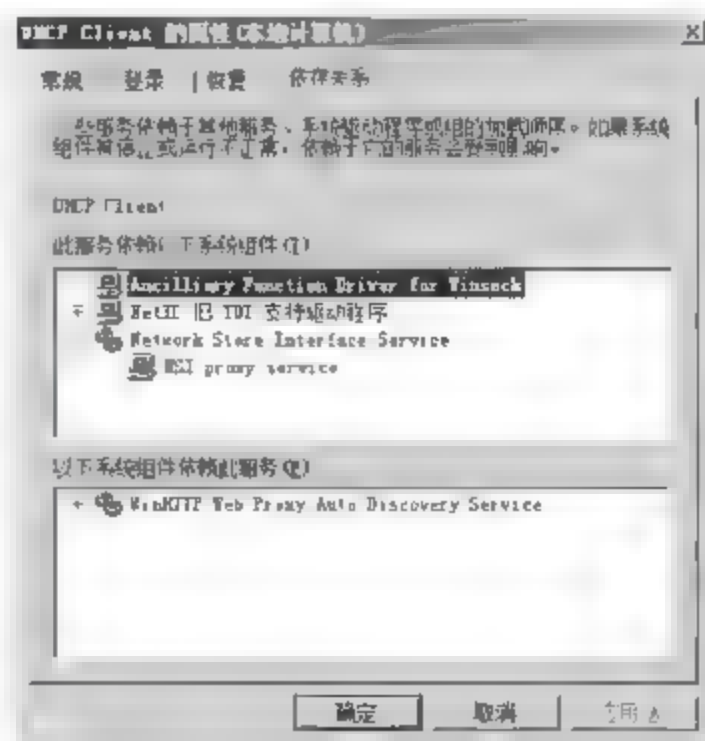 DHCP Client 的属性(本地计算机)
常规 登录 恢复 依存关系
一些服务依赖于其他服务、系统驱动程序或组的加载顺序。如果系统
组件被停止或运行不正常，依赖于它的服务会受到影响。
DHCP Client
此服务依赖以下系统组件(T)
Ancilliary Function Driver for Winsock
NetIO 旧 TDI 支持驱动程序
Network Store Interface Service
NSI proxy service
以下系统组件依赖此服务
WinHTTP Web Proxy Auto Discovery Service
确定 取消 应用